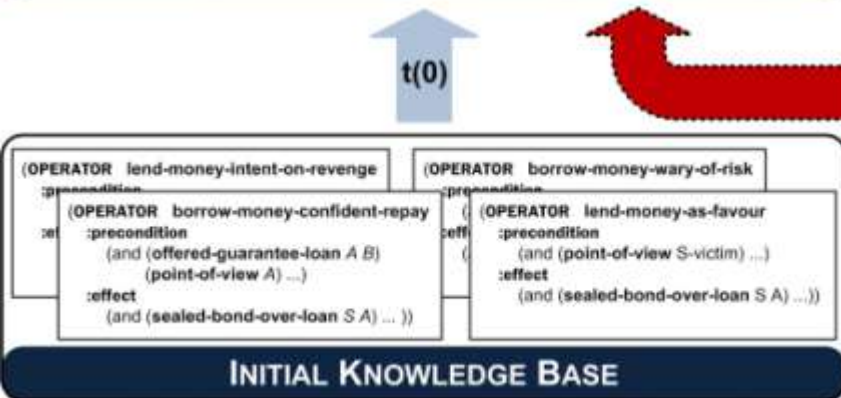 t(0)
(OPERATOR lend-money-intent-on-revenge
:precondition
(OPERATOR borrow-money-wary-of-risk
:precondition
(OPERATOR borrow-money-confident-repay
:precondition
(and (offered-guarantee-loan A B)
(point-of-view A) ...)
:effect
(and (sealed-bond-over-loan S A) ... ))
(OPERATOR lend-money-as-favour
:precondition
(and (point-of-view S-victim) ...)
:effect
(and (sealed-bond-over-loan S A) ...))
INITIAL KNOWLEDGE BASE